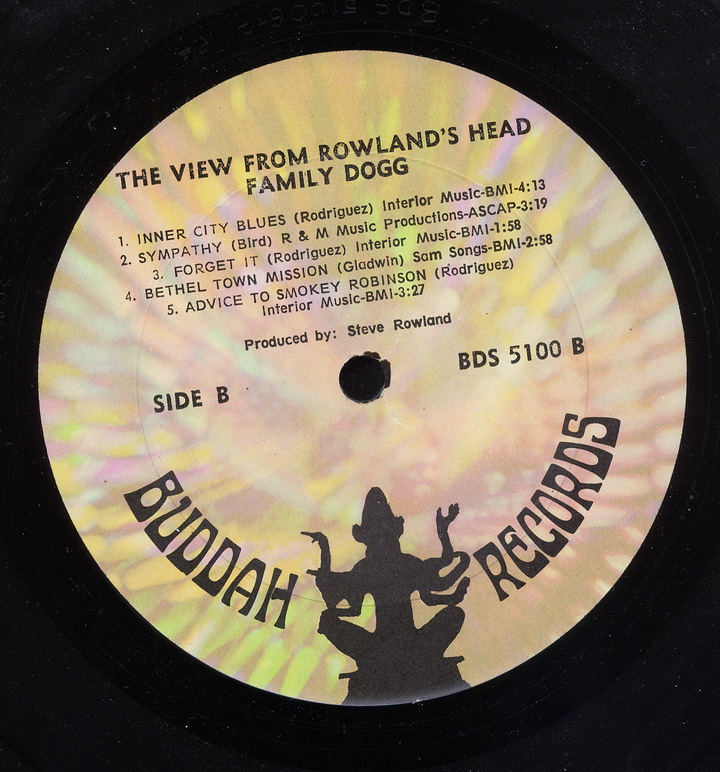 BDS 5100
THE VIEW FROM ROWLAND'S HEAD
FAMILY DOGG
1. INNER CITY BLUES (Rodriguez) Interior Music-BMI-4:13
2. SYMPATHY (Bird) R & M Music Productions-ASCAP-3:19
3. FORGET IT (Rodriguez) Interior Music-BMI-1:58
4. BETHEL TOWN MISSION (Gladwin) Sam Songs-BMI-2:58
5. ADVICE TO SMOKEY ROBINSON (Rodriguez)
Interior Music-BMI-3:27
Produced by: Steve Rowland
SIDE B
BDS 5100 B
BUDDAH RECORDS